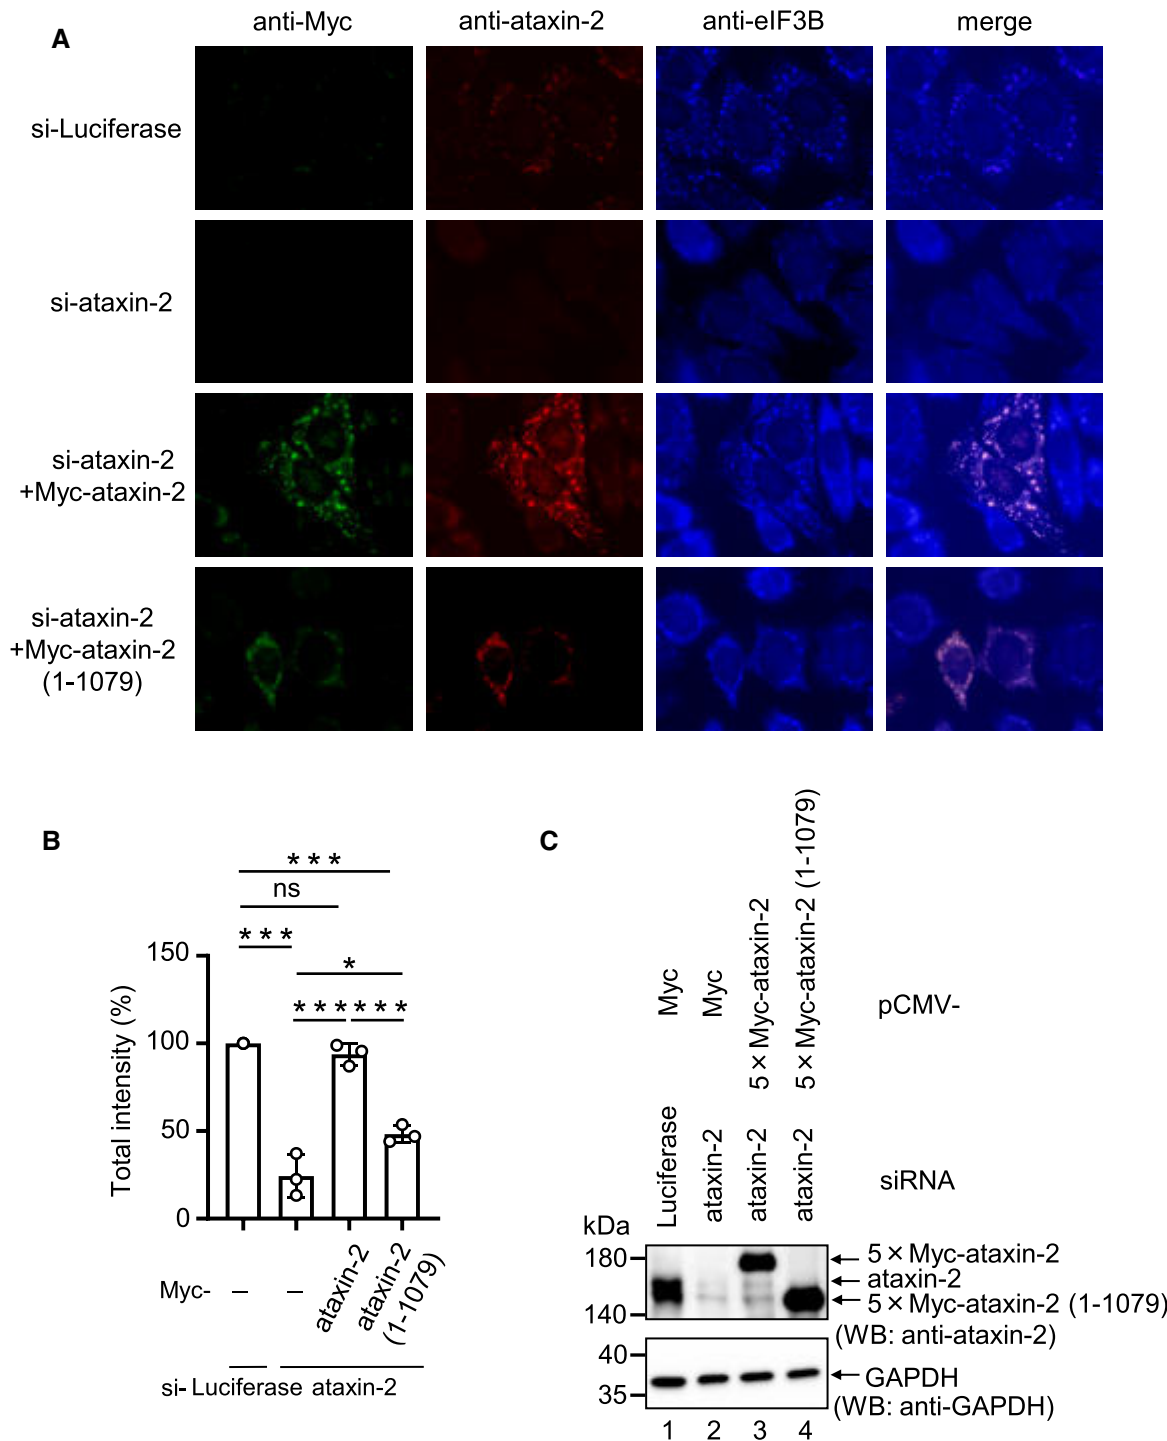 A
anti-Myc anti-ataxin-2 anti-eIF3B merge
si-Luciferase
si-ataxin-2
si-ataxin-2
+Myc-ataxin-2
si-ataxin-2
+Myc-ataxin-2
(1-1079)
B
* * *
ns
* * *
*
* * * * * *
150
100
50
0
Total intensity (%)
Myc- – – ataxin-2 ataxin-2
(1-1079)
si- Luciferase ataxin-2
C
Myc Myc 5×Myc-ataxin-2 5×Myc-ataxin-2 (1-1079) pCMV-
Luciferase ataxin-2 ataxin-2 ataxin-2 siRNA
kDa
180
140
5×Myc-ataxin-2
ataxin-2
5×Myc-ataxin-2 (1-1079)
(WB: anti-ataxin-2)
40
35
GAPDH
(WB: anti-GAPDH)
1 2 3 4